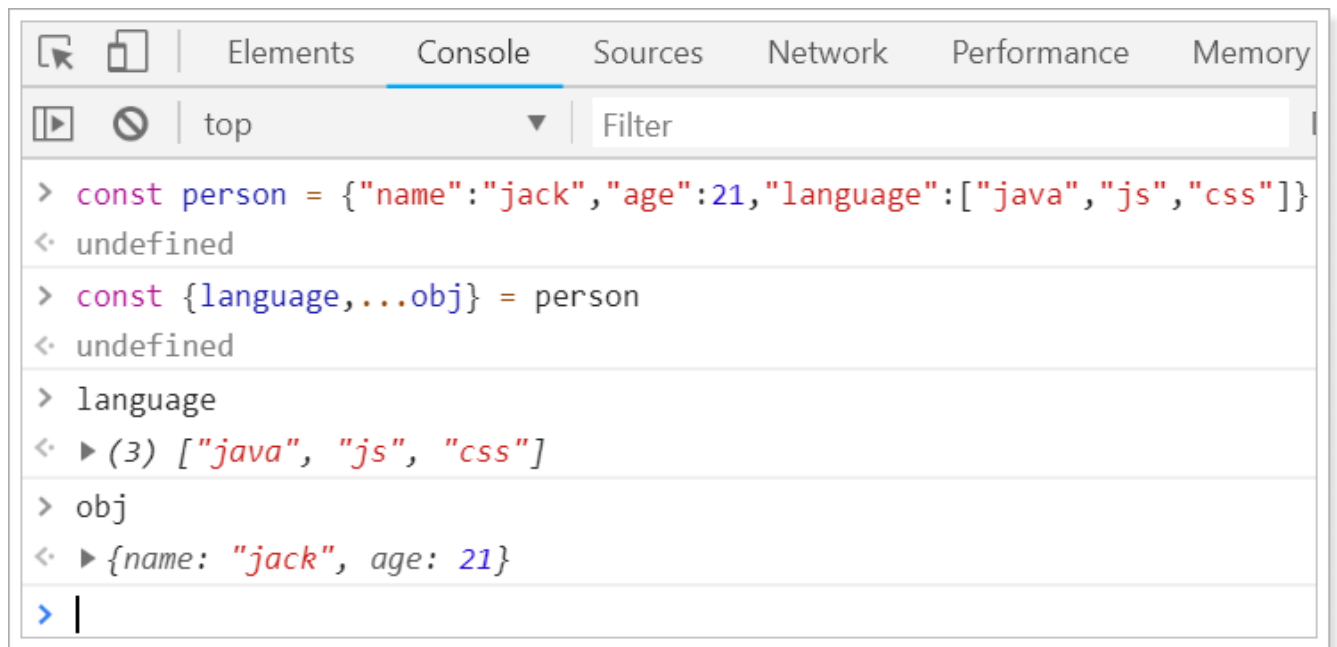 Elements Console Sources Network Performance Memory
top ▼ Filter
> const person = {"name":"jack","age":21,"language":["java","js","css"]}
<· undefined
> const {language,...obj} = person
<· undefined
> language
<· ▶ (3) ["java", "js", "css"]
> obj
<· ▶ {name: "jack", age: 21}
>